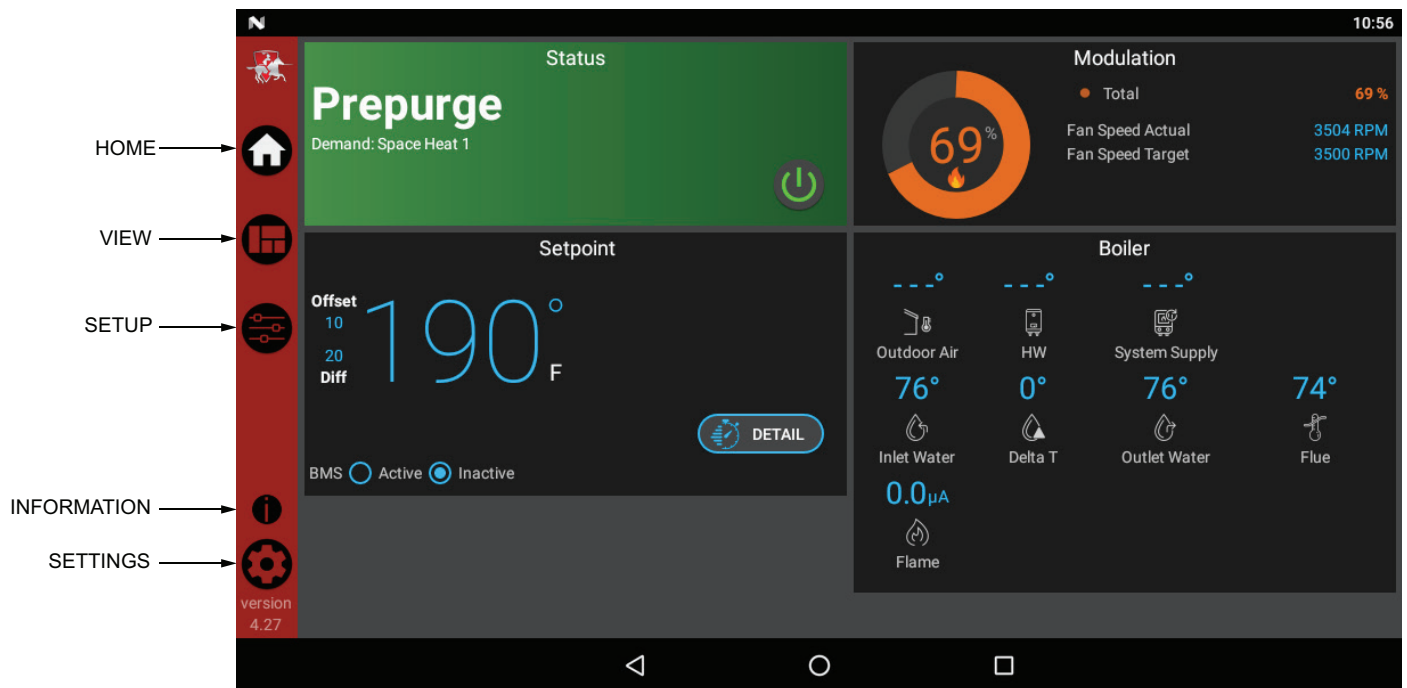 10:56
HOME
VIEW
SETUP
INFORMATION
SETTINGS
version
4.27
Status
Prepurge
Demand: Space Heat 1
Modulation
69%
Total 69 %
Fan Speed Actual 3504 RPM
Fan Speed Target 3500 RPM
Setpoint
Offset
10
20
Diff
190°
F
DETAIL
BMS Active Inactive
Boiler
- - -° - - -° - - -°
Outdoor Air HW System Supply
76° 0° 76° 74°
Inlet Water Delta T Outlet Water Flue
0.0µA
Flame